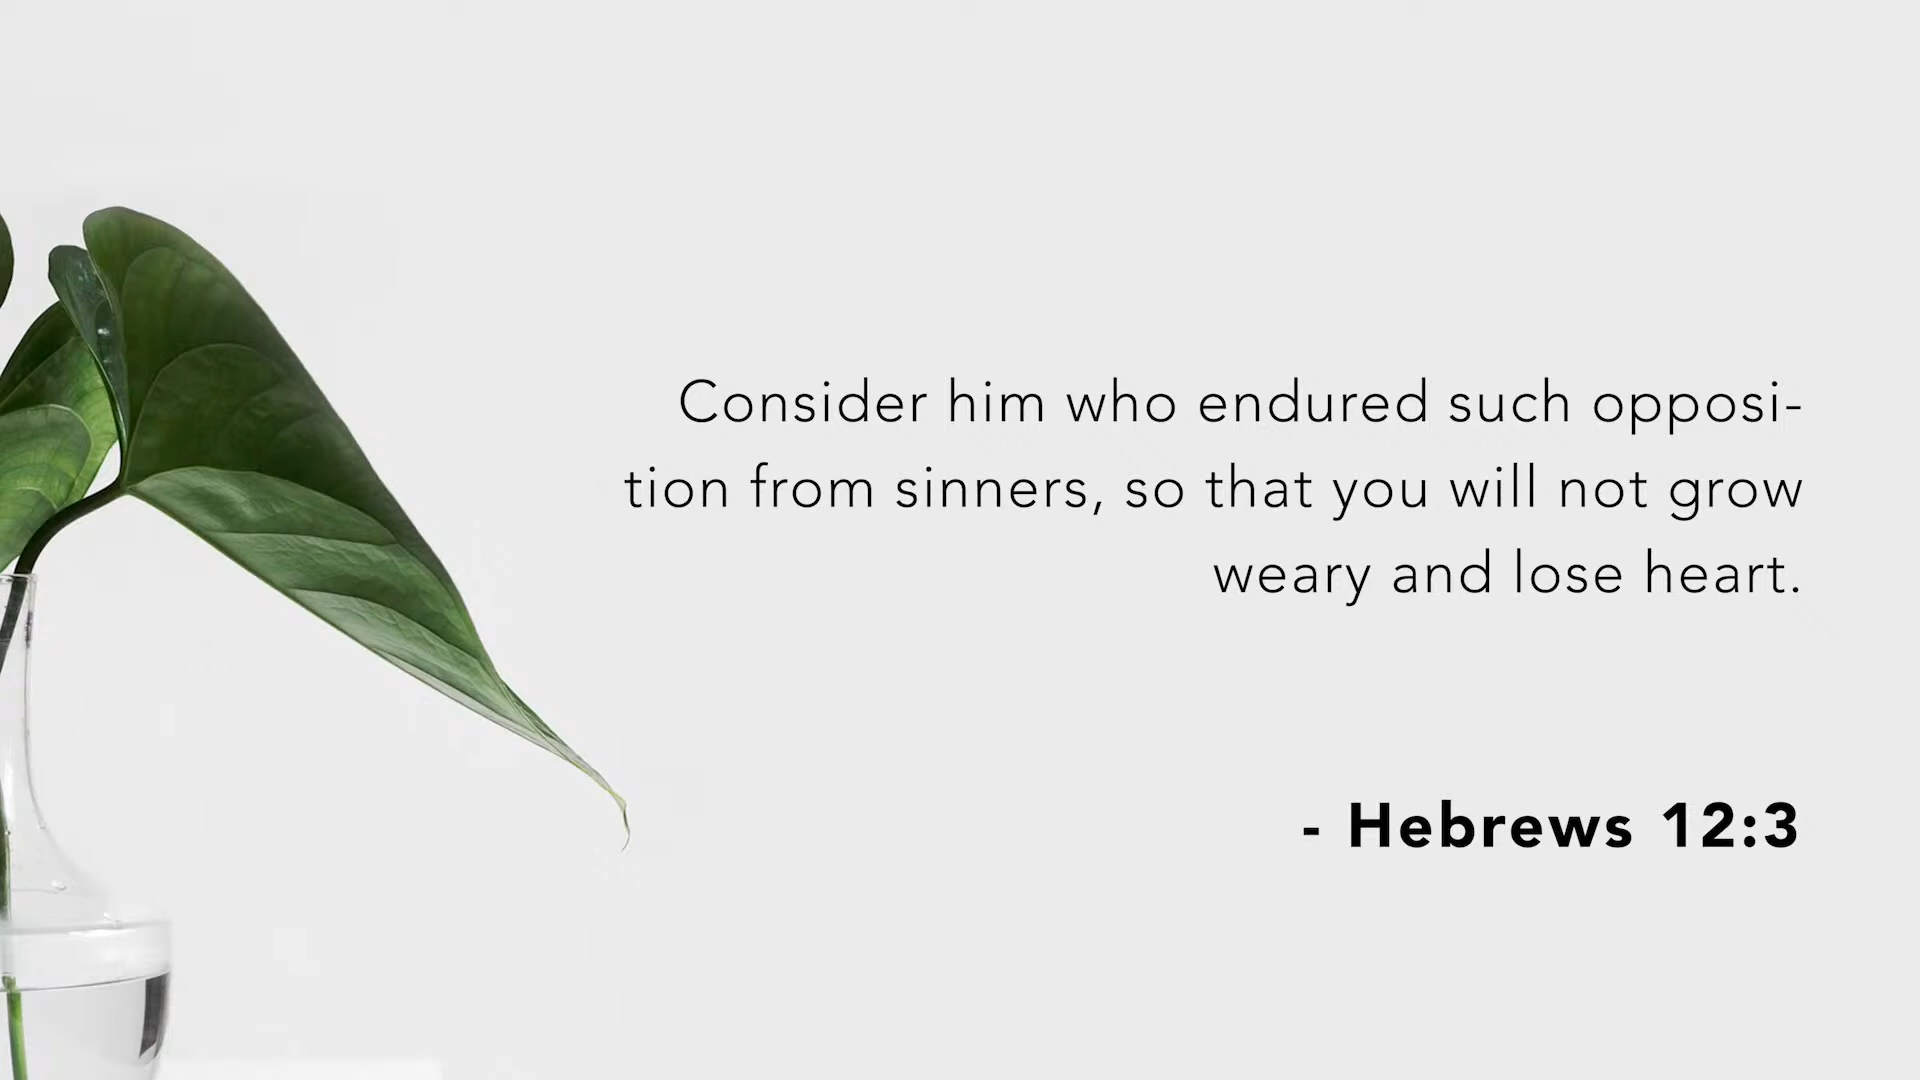 Consider him who endured such opposi-
tion from sinners, so that you will not grow
weary and lose heart.
- Hebrews 12:3